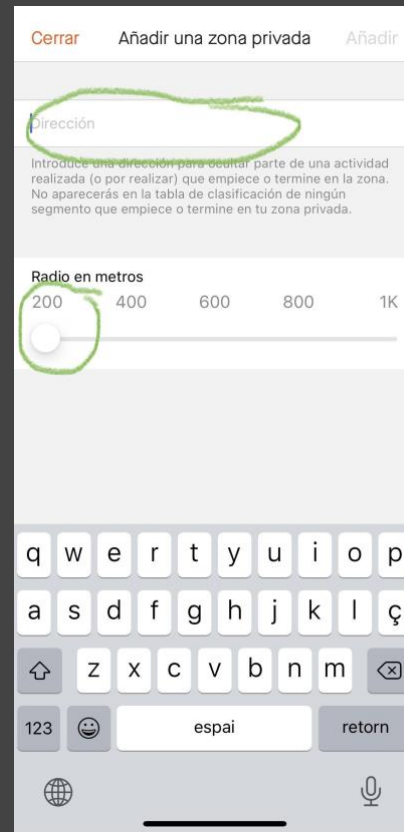 Cerrar Añadir una zona privada Añadir
Dirección
Introduce una dirección para ocultar parte de una actividad
realizada (o por realizar) que empiece o termine en la zona.
No aparecerás en la tabla de clasificación de ningún
segmento que empiece o termine en tu zona privada.
Radio en metros
200 400 600 800 1K
q w e r t y u i o p
a s d f g h j k l ç
z x c v b n m
123 espai retorn